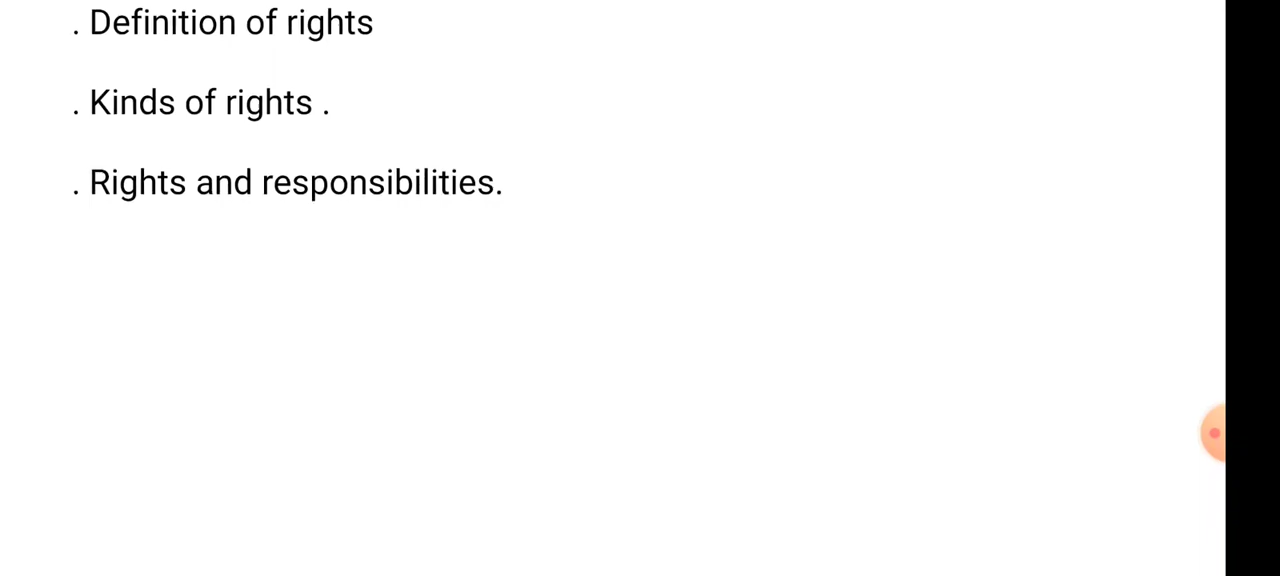 . Definition of rights
. Kinds of rights .
. Rights and responsibilities.